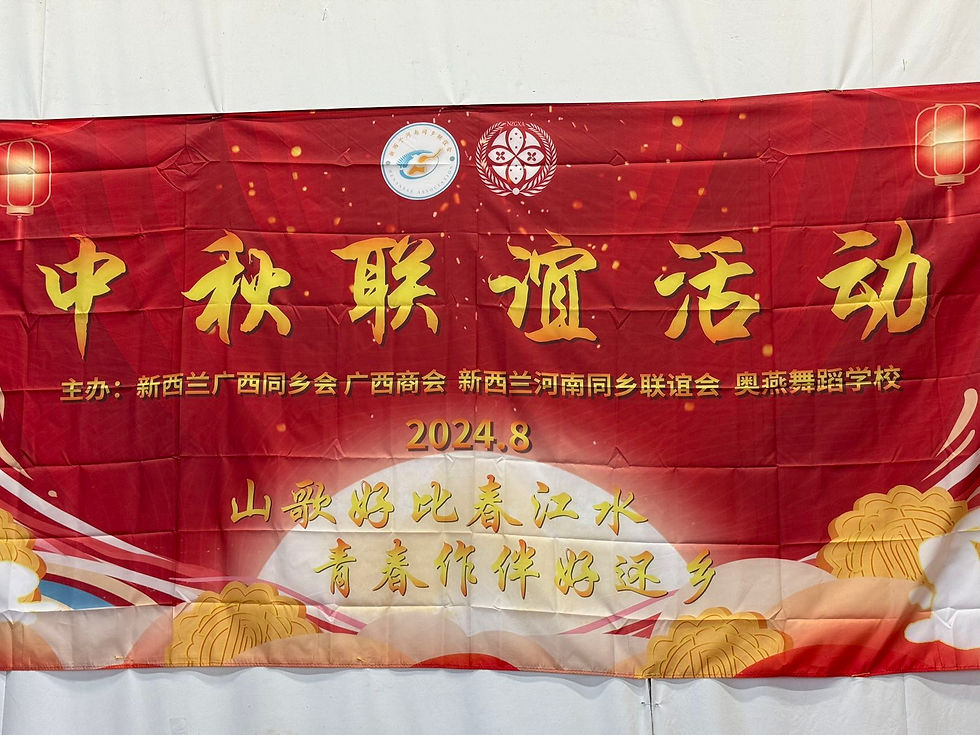 NZGXA
中秋联谊活动
主办：新西兰广西同乡会 广西商会 新西兰河南同乡联谊会 奥燕舞蹈学校
2024.8
山歌好比春江水
青春作伴好还乡